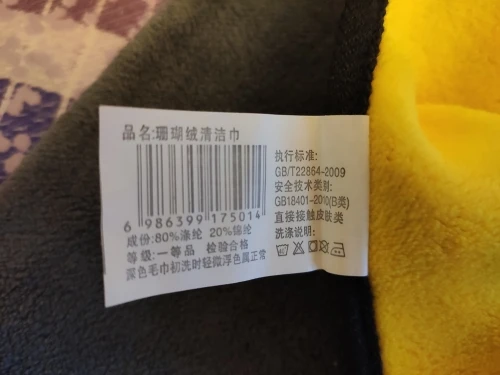 品名:珊瑚绒清洁巾
6 986399 175014
成份:80%涤纶 20%锦纶
等级:一等品 检验合格
深色毛巾初洗时轻微浮色属正常
执行标准:
GB/T22864-2009
安全技术类别:
GB18401-2010(B类)
直接接触皮肤类
洗涤说明: